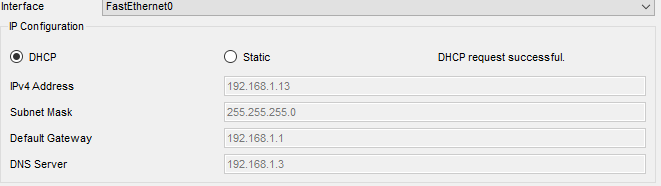 Interface FastEthernet0
IP Configuration
DHCP Static DHCP request successful.
IPv4 Address 192.168.1.13
Subnet Mask 255.255.255.0
Default Gateway 192.168.1.1
DNS Server 192.168.1.3